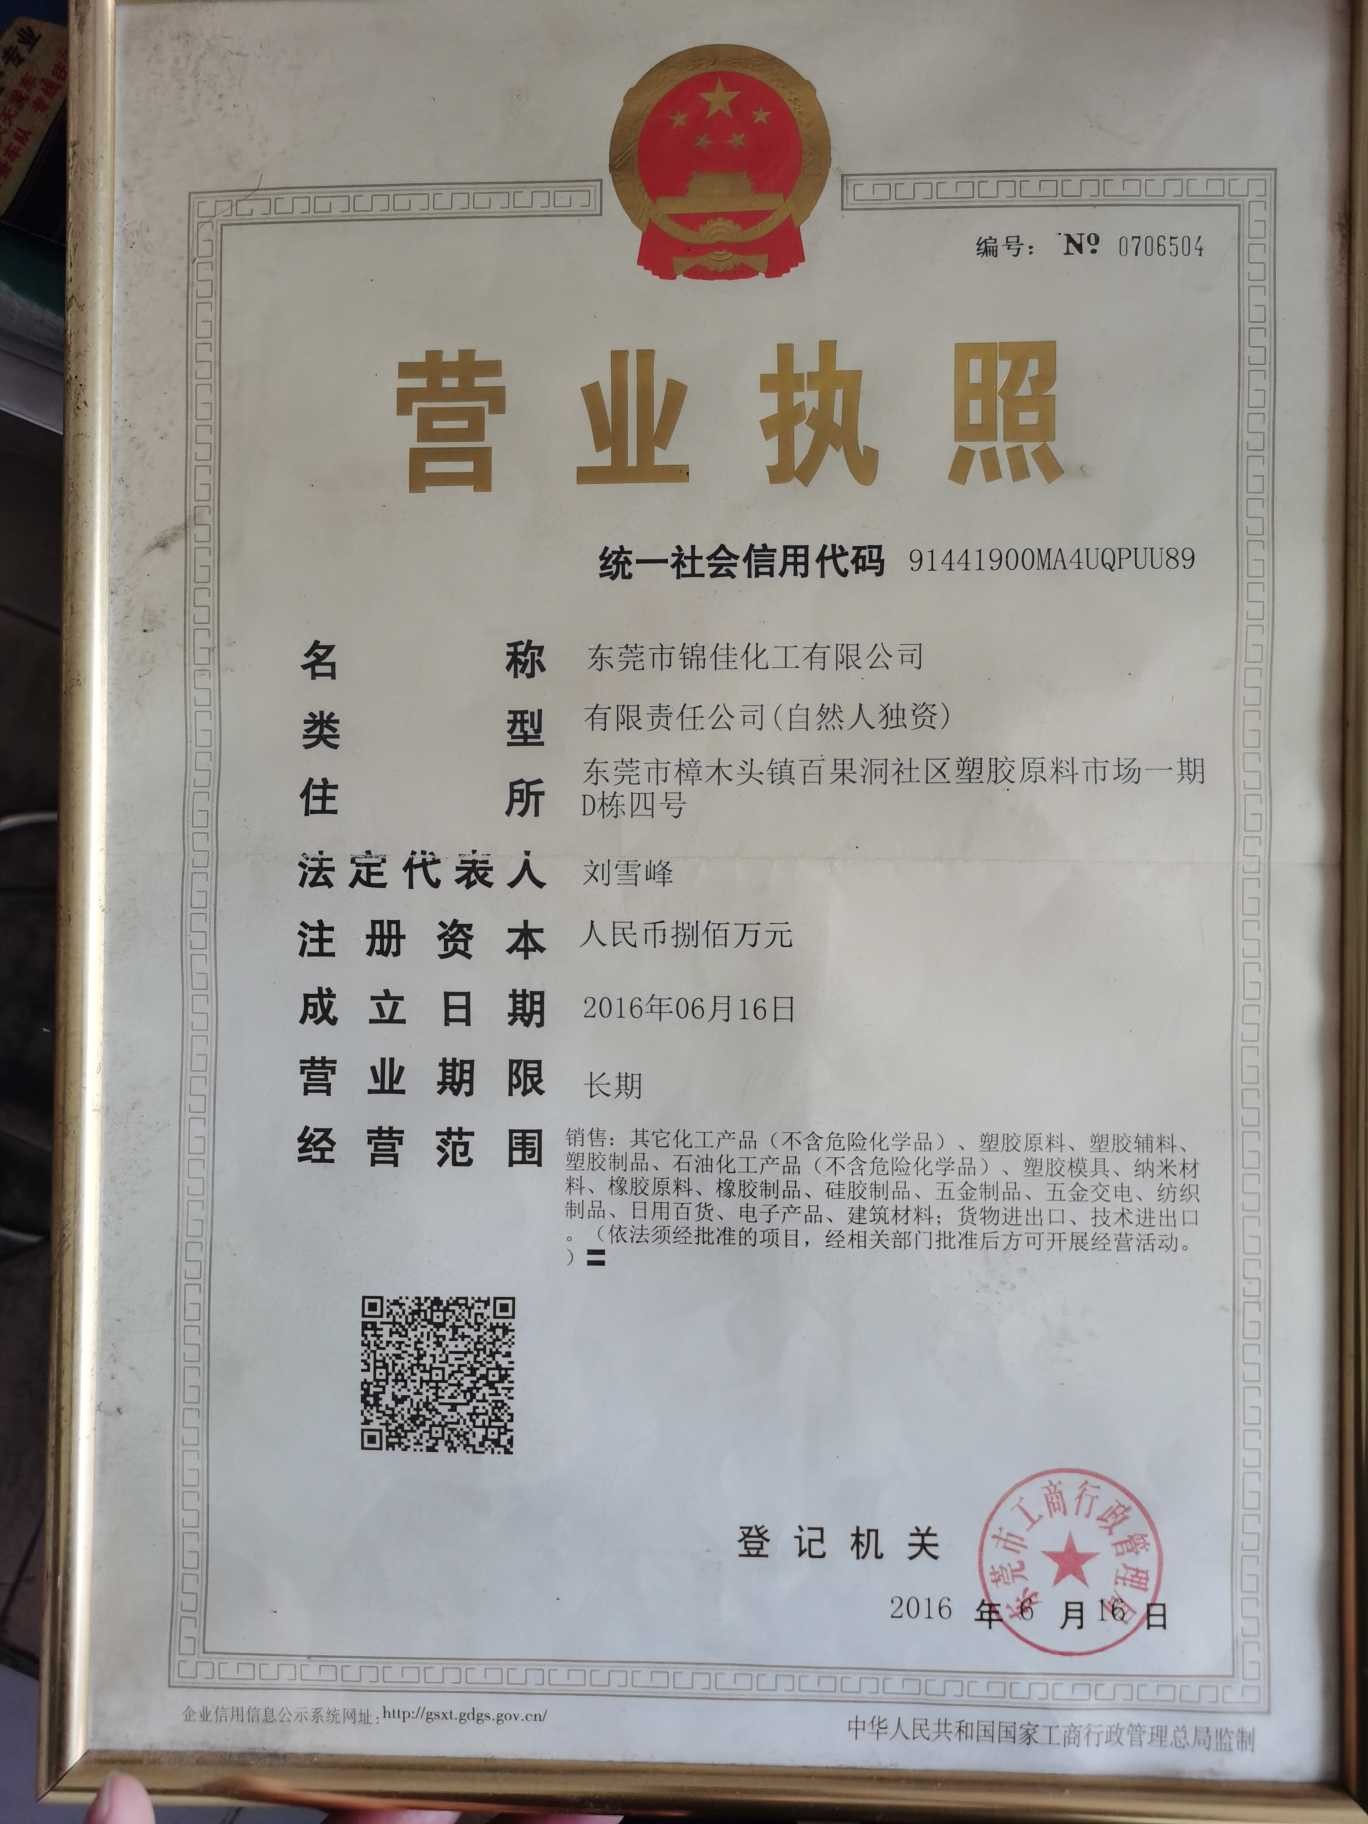 专业
天津车
专通铁
车队
编号： Nº 0706504
营业执照
统一社会信用代码 91441900MA4UQPUU89
名称 东莞市锦佳化工有限公司
类型 有限责任公司(自然人独资)
住所 东莞市樟木头镇百果洞社区塑胶原料市场一期
D栋四号
法定代表人 刘雪峰
注册资本 人民币捌佰万元
成立日期 2016年06月16日
营业期限 长期
经营范围 销售：其它化工产品（不含危险化学品）、塑胶原料、塑胶辅料、
塑胶制品、石油化工产品（不含危险化学品）、塑胶模具、纳米材
料、橡胶原料、橡胶制品、硅胶制品、五金制品、五金交电、纺织
制品、日用百货、电子产品、建筑材料；货物进出口、技术进出口
。（依法须经批准的项目，经相关部门批准后方可开展经营活动。
）〓
登记机关
东莞市工商行政管理局
2016 年 6 月 16 日
企业信用信息公示系统网址：http://gsxt.gdgs.gov.cn/
中华人民共和国国家工商行政管理总局监制